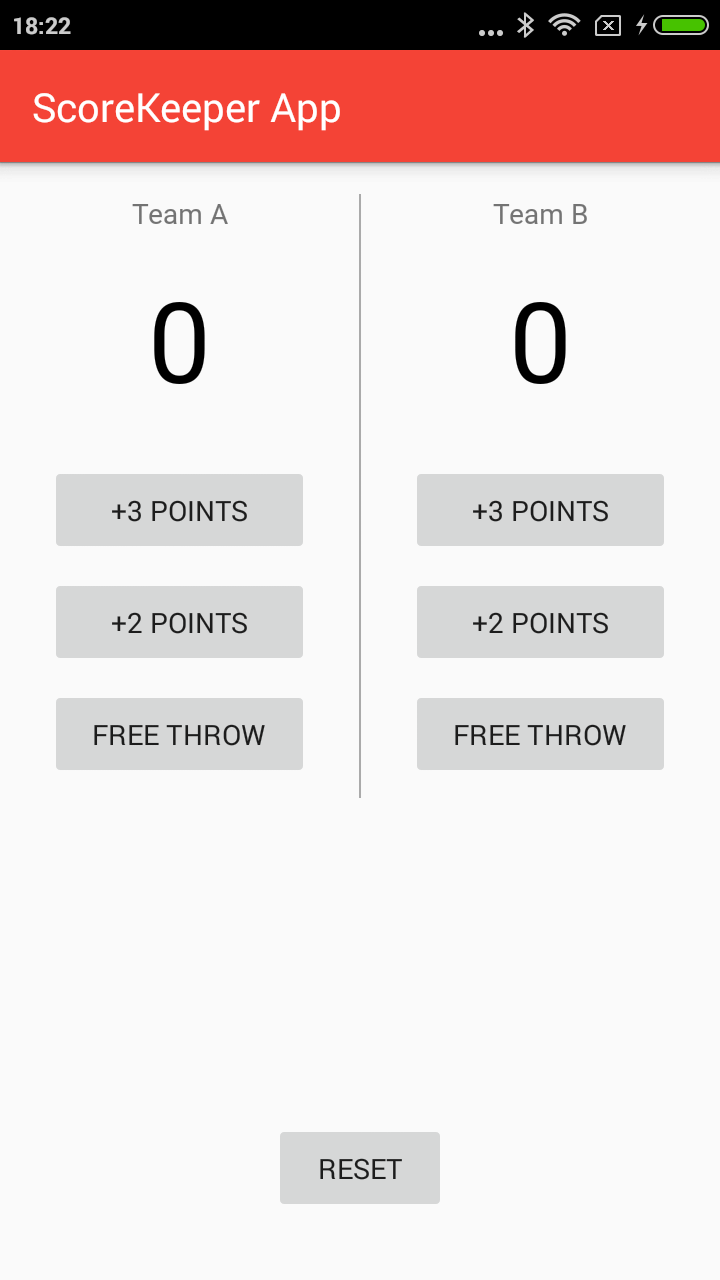 18:22
ScoreKeeper App
Team A
0
+3 POINTS
+2 POINTS
FREE THROW
Team B
0
+3 POINTS
+2 POINTS
FREE THROW
RESET